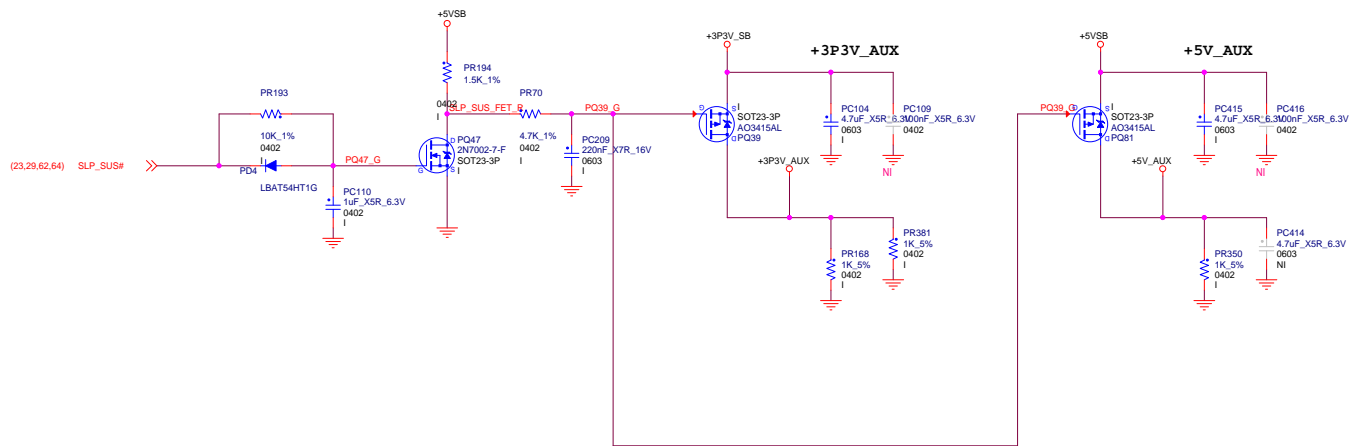 +5VSB
PR194
1.5K_1%
0402
I
SLP_SUS_FET_R
PR193
10K_1%
0402
I
(23,29,62,64) SLP_SUS#
PD4
LBAT54HT1G
PQ47_G
PC110
1uF_X5R_6.3V
0402
I
D
G
S
PQ47
2N7002-7-F
SOT23-3P
I
PR70
4.7K_1%
0402
I
PC209
220nF_X7R_16V
0603
I
PQ39_G
+3P3V_SB
+3P3V_AUX
S
G
D
I
SOT23-3P
AO3415AL
PQ39
PC104
4.7uF_X5R_6.3V
0603
I
PC109
100nF_X5R_6.3V
0402
NI
+3P3V_AUX
PR168
1K_5%
0402
I
PR381
1K_5%
0402
I
+5VSB
+5V_AUX
PQ39_G
S
G
D
I
SOT23-3P
AO3415AL
PQ81
PC415
4.7uF_X5R_6.3V
0603
I
PC416
100nF_X5R_6.3V
0402
NI
+5V_AUX
PR350
1K_5%
0402
I
PC414
4.7uF_X5R_6.3V
0603
NI